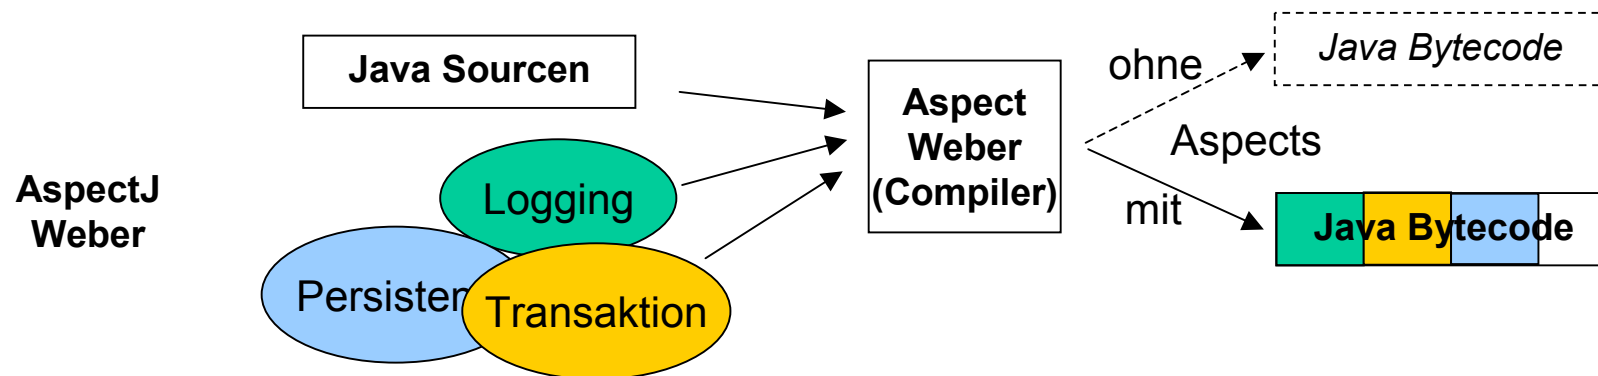 AspectJ
Weber
Java Sourcen
Logging
Persisten
Transaktion
Aspect
Weber
(Compiler)
ohne
Aspects
mit
Java Bytecode
Java Bytecode